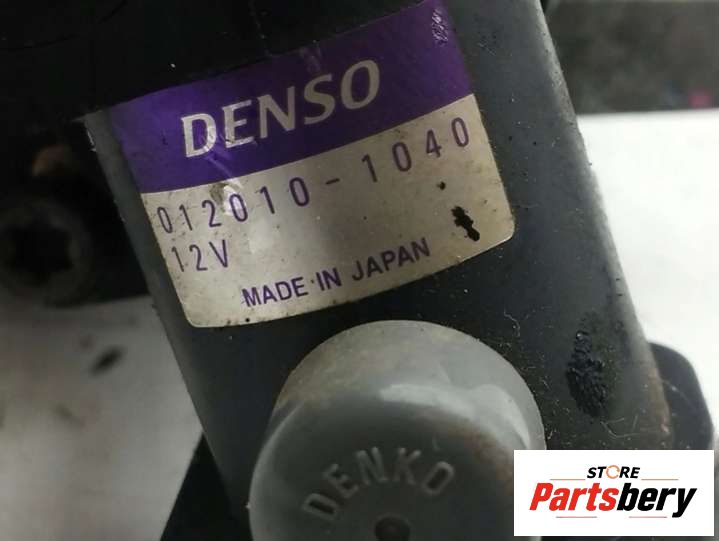 DENSO
012010-1040
12V
MADE IN JAPAN
DENKO
STORE
Partsbery